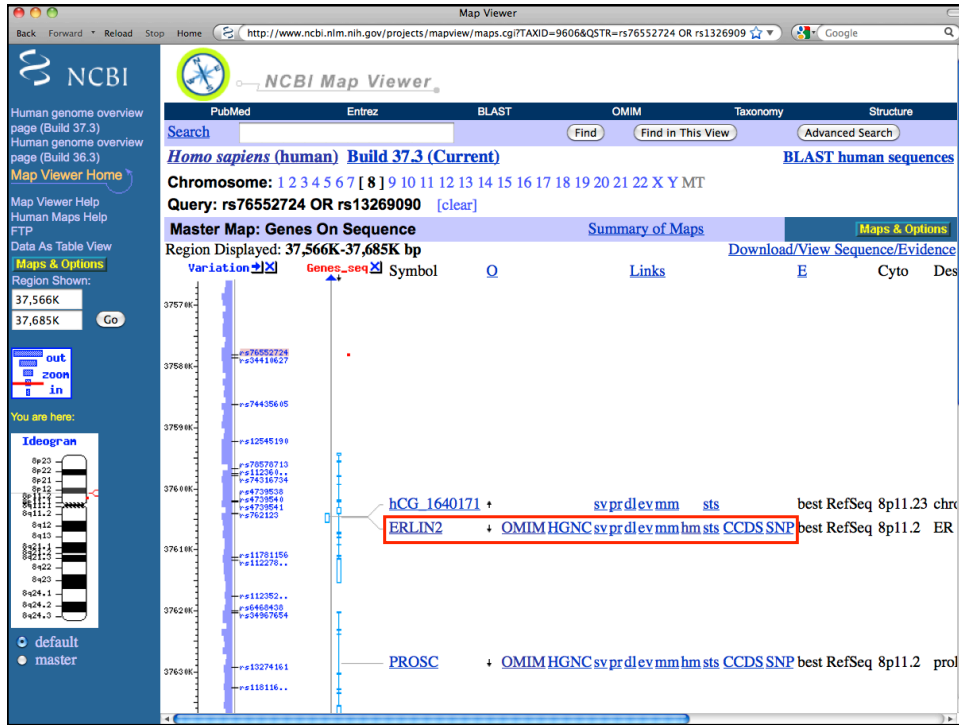 Map Viewer
Back Forward Reload Stop Home http://www.ncbi.nlm.nih.gov/projects/mapview/maps.cgi?TAXID=9606&QSTR=rs76552724 OR rs1326909 Google
NCBI
NCBI Map Viewer
Human genome overview
page (Build 37.3)
Human genome overview
page (Build 36.3)
Map Viewer Home
Map Viewer Help
Human Maps Help
FTP
Data As Table View
Maps & Options
Region Shown:
37,566K
37,685K Go
out
zoom
in
You are here:
Ideogram
8p23
8p22
8p21
8p12
8q11.2
8q12
8q13
8q22
8q23
8q24.1
8q24.2
8q24.3
default
master
PubMed Entrez BLAST OMIM Taxonomy Structure
Search Find Find in This View Advanced Search
Homo sapiens (human) Build 37.3 (Current) BLAST human sequences
Chromosome: 1 2 3 4 5 6 7 [ 8 ] 9 10 11 12 13 14 15 16 17 18 19 20 21 22 X Y MT
Query: rs76552724 OR rs13269090 [clear]
Master Map: Genes On Sequence Summary of Maps Maps & Options
Region Displayed: 37,566K-37,685K bp Download/View Sequence/Evidence
Variation Genes_seq Symbol O Links E Cyto Des
37570K
rs76552724
rs34410627
37580K
rs74435605
37590K
rs12545190
rs78578713
rs112360..
rs74316734
37600K
rs4739538
rs4739540
rs4739541
rs762123
hCG_1640171 sv pr dl ev mm sts best RefSeq 8p11.23 chro
ERLIN2 OMIM HGNC sv pr dl ev mm hm sts CCDS SNP best RefSeq 8p11.2 ER
37610K
rs11781156
rs112278..
rs112352..
37620K
rs6468438
rs34967654
PROSC OMIM HGNC sv pr dl ev mm hm sts CCDS SNP best RefSeq 8p11.2 prol
37630K
rs13274161
rs118116..